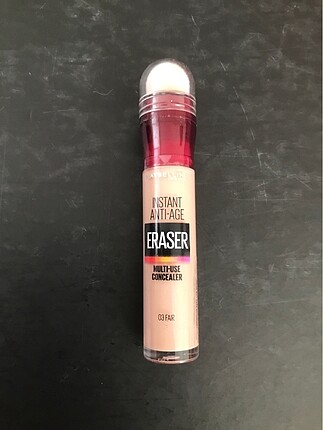 INSTANT
ANTI-AGE
ERASER
MULTI-USE
CONCEALER
03 FAIR